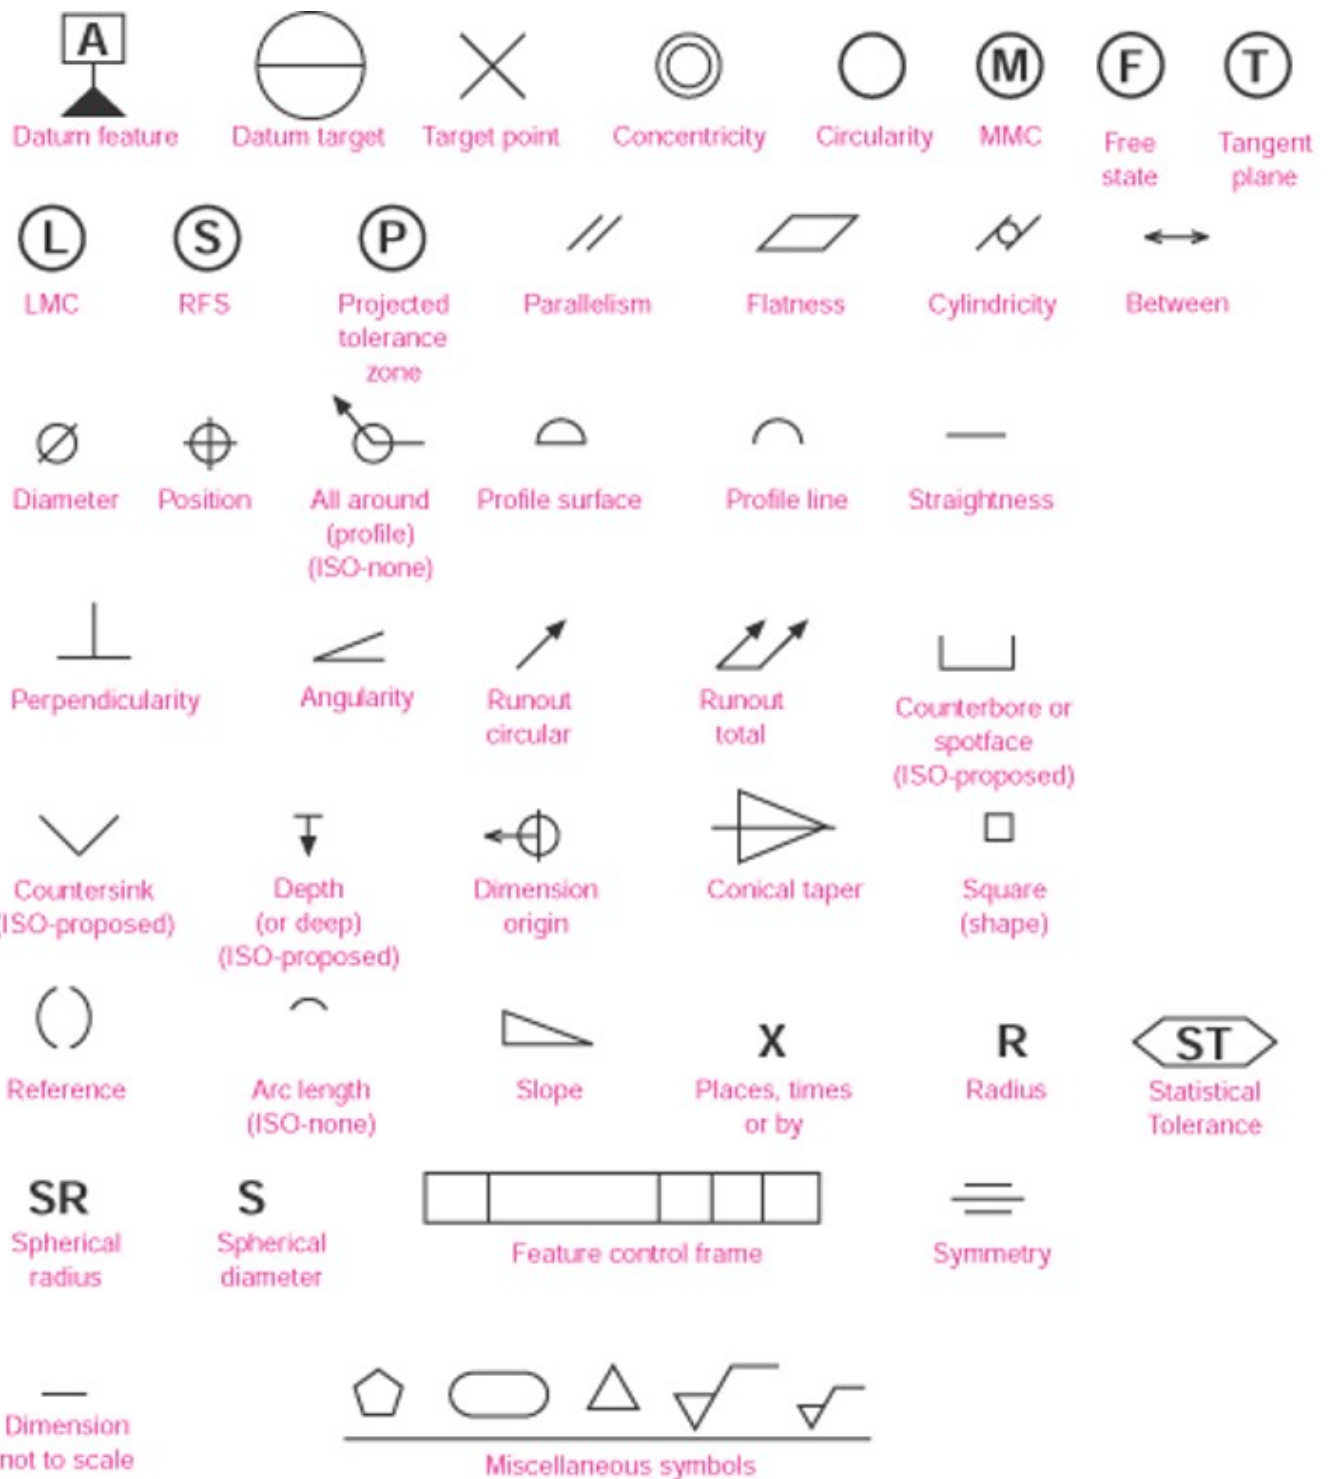 A
Datum feature Datum target Target point Concentricity Circularity MMC Free state Tangent plane
M F T
L S P
LMC RFS Projected tolerance zone Parallelism Flatness Cylindricity Between
Diameter Position All around (profile) (ISO-none) Profile surface Profile line Straightness
Perpendicularity Angularity Runout circular Runout total Counterbore or spotface (ISO-proposed)
Countersink (ISO-proposed) Depth (or deep) (ISO-proposed) Dimension origin Conical taper Square (shape)
X R ST
Reference Arc length (ISO-none) Slope Places, times or by Radius Statistical Tolerance
SR S
Spherical radius Spherical diameter Feature control frame Symmetry
Dimension not to scale Miscellaneous symbols